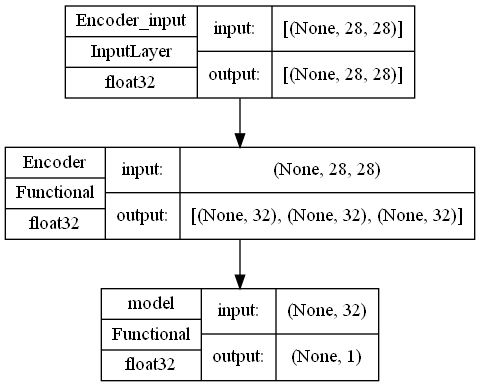 Encoder_input input: [(None, 28, 28)]
InputLayer
float32 output: [(None, 28, 28)]
Encoder input: (None, 28, 28)
Functional
float32 output: [(None, 32), (None, 32), (None, 32)]
model input: (None, 32)
Functional
float32 output: (None, 1)